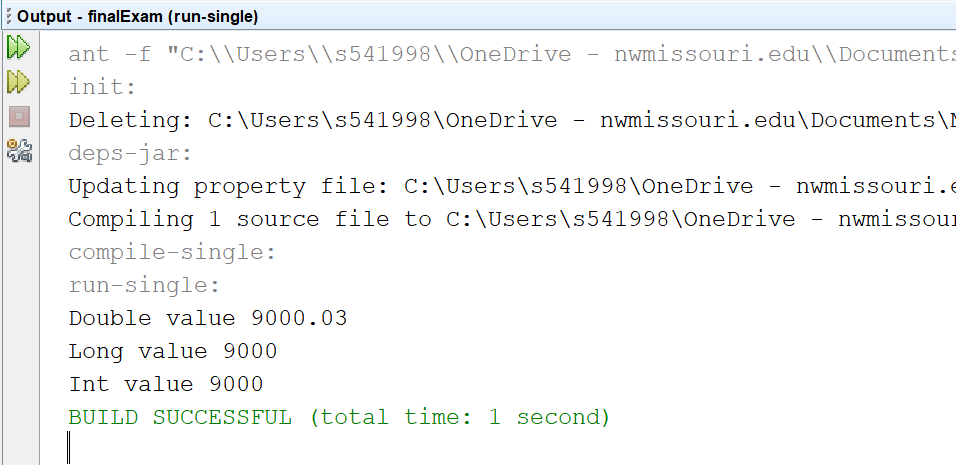 Output - finalExam (run-single)
ant -f "C:\\Users\\s541998\\OneDrive - nwmissouri.edu\\Documents
init:
Deleting: C:\Users\s541998\OneDrive - nwmissouri.edu\Documents\N
deps-jar:
Updating property file: C:\Users\s541998\OneDrive - nwmissouri.e
Compiling 1 source file to C:\Users\s541998\OneDrive - nwmissour
compile-single:
run-single:
Double value 9000.03
Long value 9000
Int value 9000
BUILD SUCCESSFUL (total time: 1 second)